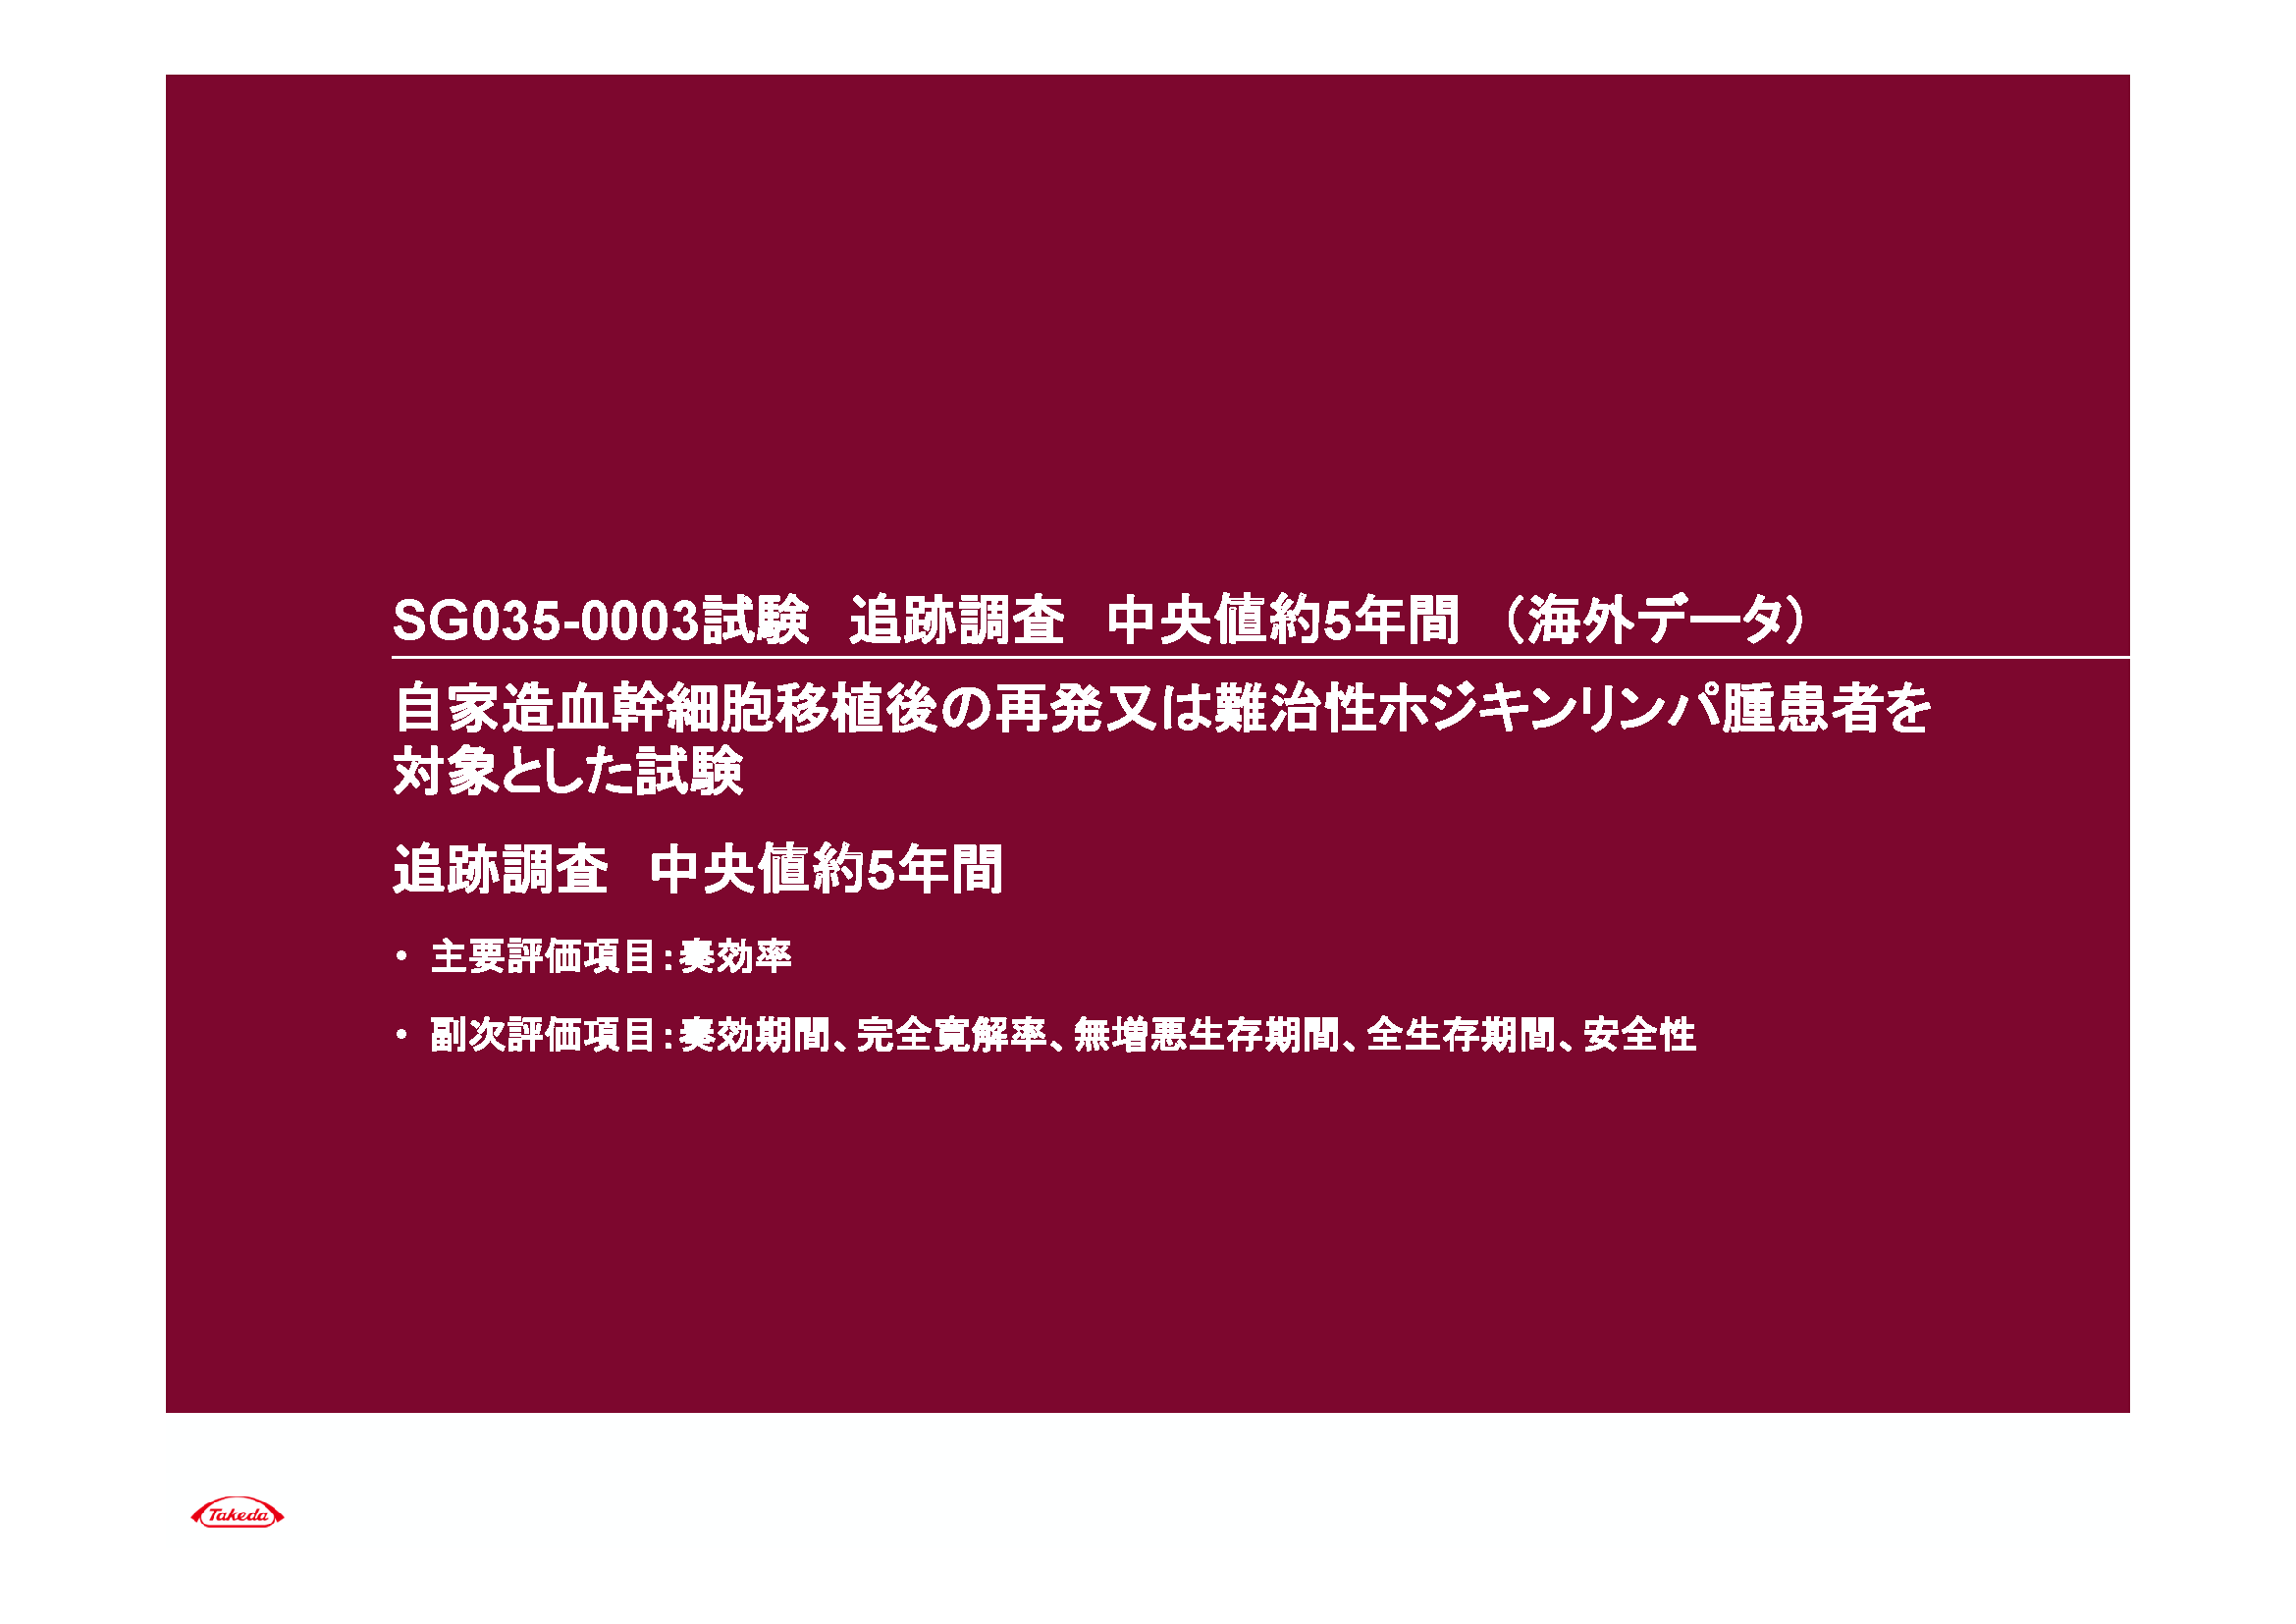 SG035-0003試験　追跡調査　中央値約5年間　（海外データ）
自家造血幹細胞移植後の再発又は難治性ホジキンリンパ腫患者を
対象とした試験
追跡調査　中央値約5年間
• 主要評価項目：奏効率
• 副次評価項目：奏効期間、完全寛解率、無増悪生存期間、全生存期間、安全性
Takeda